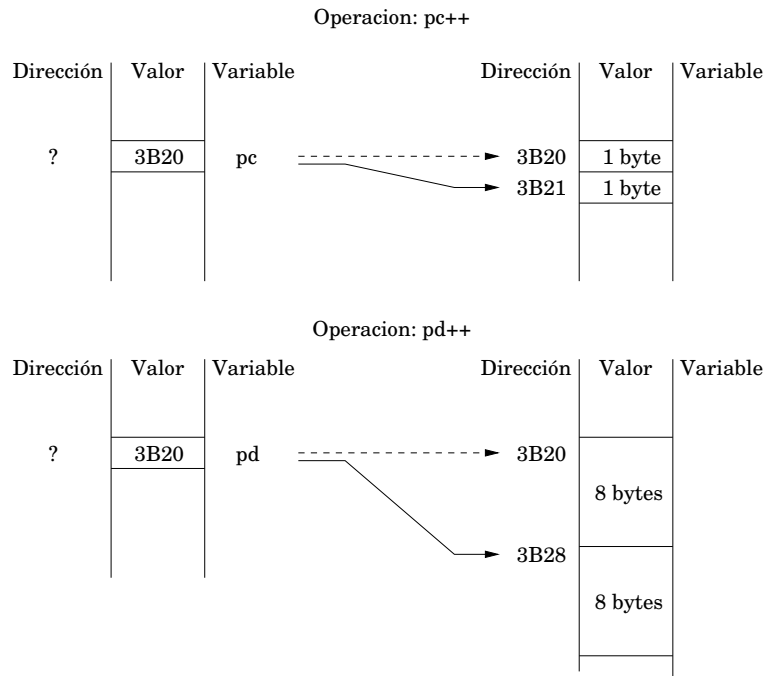 Operacion: pc++
Dirección Valor Variable Dirección Valor Variable
? 3B20 pc 3B20 1 byte
3B21 1 byte
Operacion: pd++
Dirección Valor Variable Dirección Valor Variable
? 3B20 pd 3B20
8 bytes
3B28
8 bytes